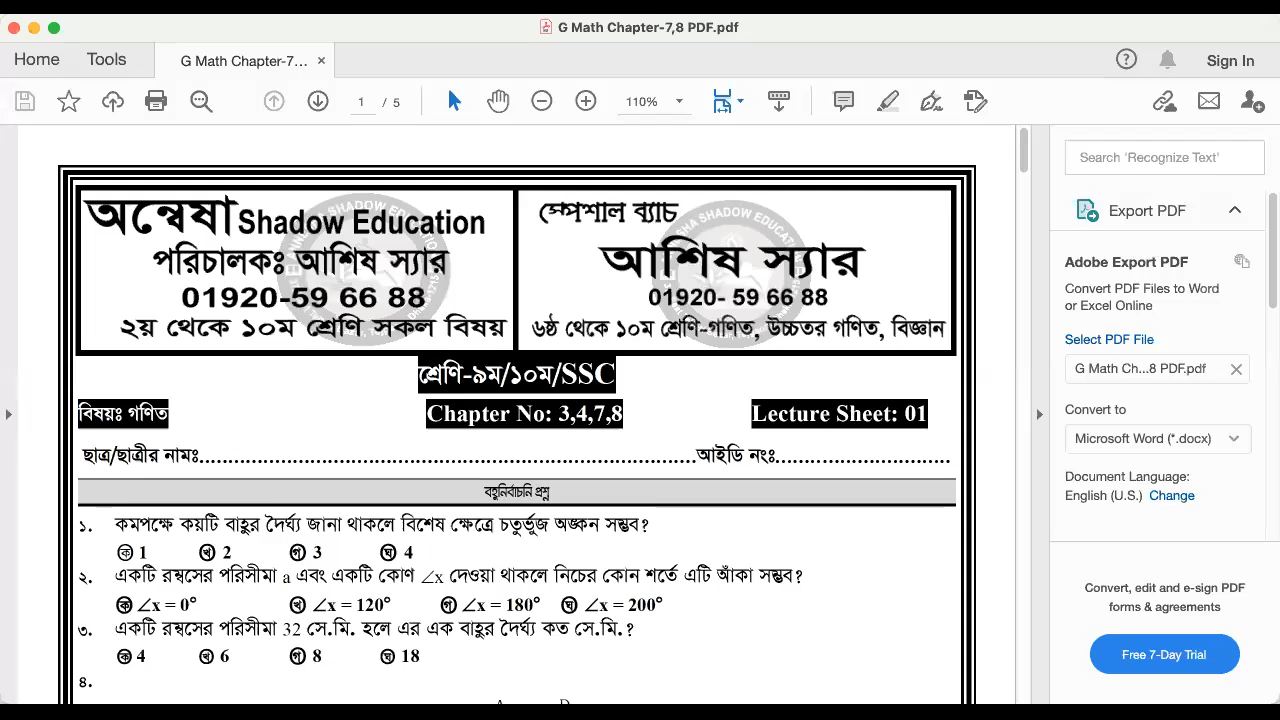 G Math Chapter-7,8 PDF.pdf
Home Tools G Math Chapter-7... × Sign In
1 / 5 110%
Search 'Recognize Text'
Export PDF
Adobe Export PDF
Convert PDF Files to Word
or Excel Online
Select PDF File
G Math Ch...8 PDF.pdf
Convert to
Microsoft Word (*.docx)
Document Language:
English (U.S.) Change
Convert, edit and e-sign PDF
forms & agreements
Free 7-Day Trial
অন্বেষা Shadow Education
পরিচালকঃ আশিষ স্যার
01920-59 66 88
২য় থেকে ১০ম শ্রেণি সকল বিষয়
স্পেশাল ব্যাচ
আশিষ স্যার
01920- 59 66 88
৬ষ্ঠ থেকে ১০ম শ্রেণি-গণিত, উচ্চতর গণিত, বিজ্ঞান
শ্রেণি-৯ম/১০ম/SSC
বিষয়ঃ গণিত Chapter No: 3,4,7,8 Lecture Sheet: 01
ছাত্র/ছাত্রীর নামঃ.....................................................................আইডি নংঃ.........................
বহুনির্বাচনি প্রশ্ন
১. কমপক্ষে কয়টি বাহুর দৈর্ঘ্য জানা থাকলে বিশেষ ক্ষেত্রে চতুর্ভুজ অঙ্কন সম্ভব?
ক 1 খ 2 গ 3 ঘ 4
২. একটি রম্বসের পরিসীমা a এবং একটি কোণ ∠x দেওয়া থাকলে নিচের কোন শর্তে এটি আঁকা সম্ভব?
ক ∠x = 0° খ ∠x = 120° গ ∠x = 180° ঘ ∠x = 200°
৩. একটি রম্বসের পরিসীমা 32 সে.মি. হলে এর এক বাহুর দৈর্ঘ্য কত সে.মি.?
ক 4 খ 6 গ 8 ঘ 18
৪.